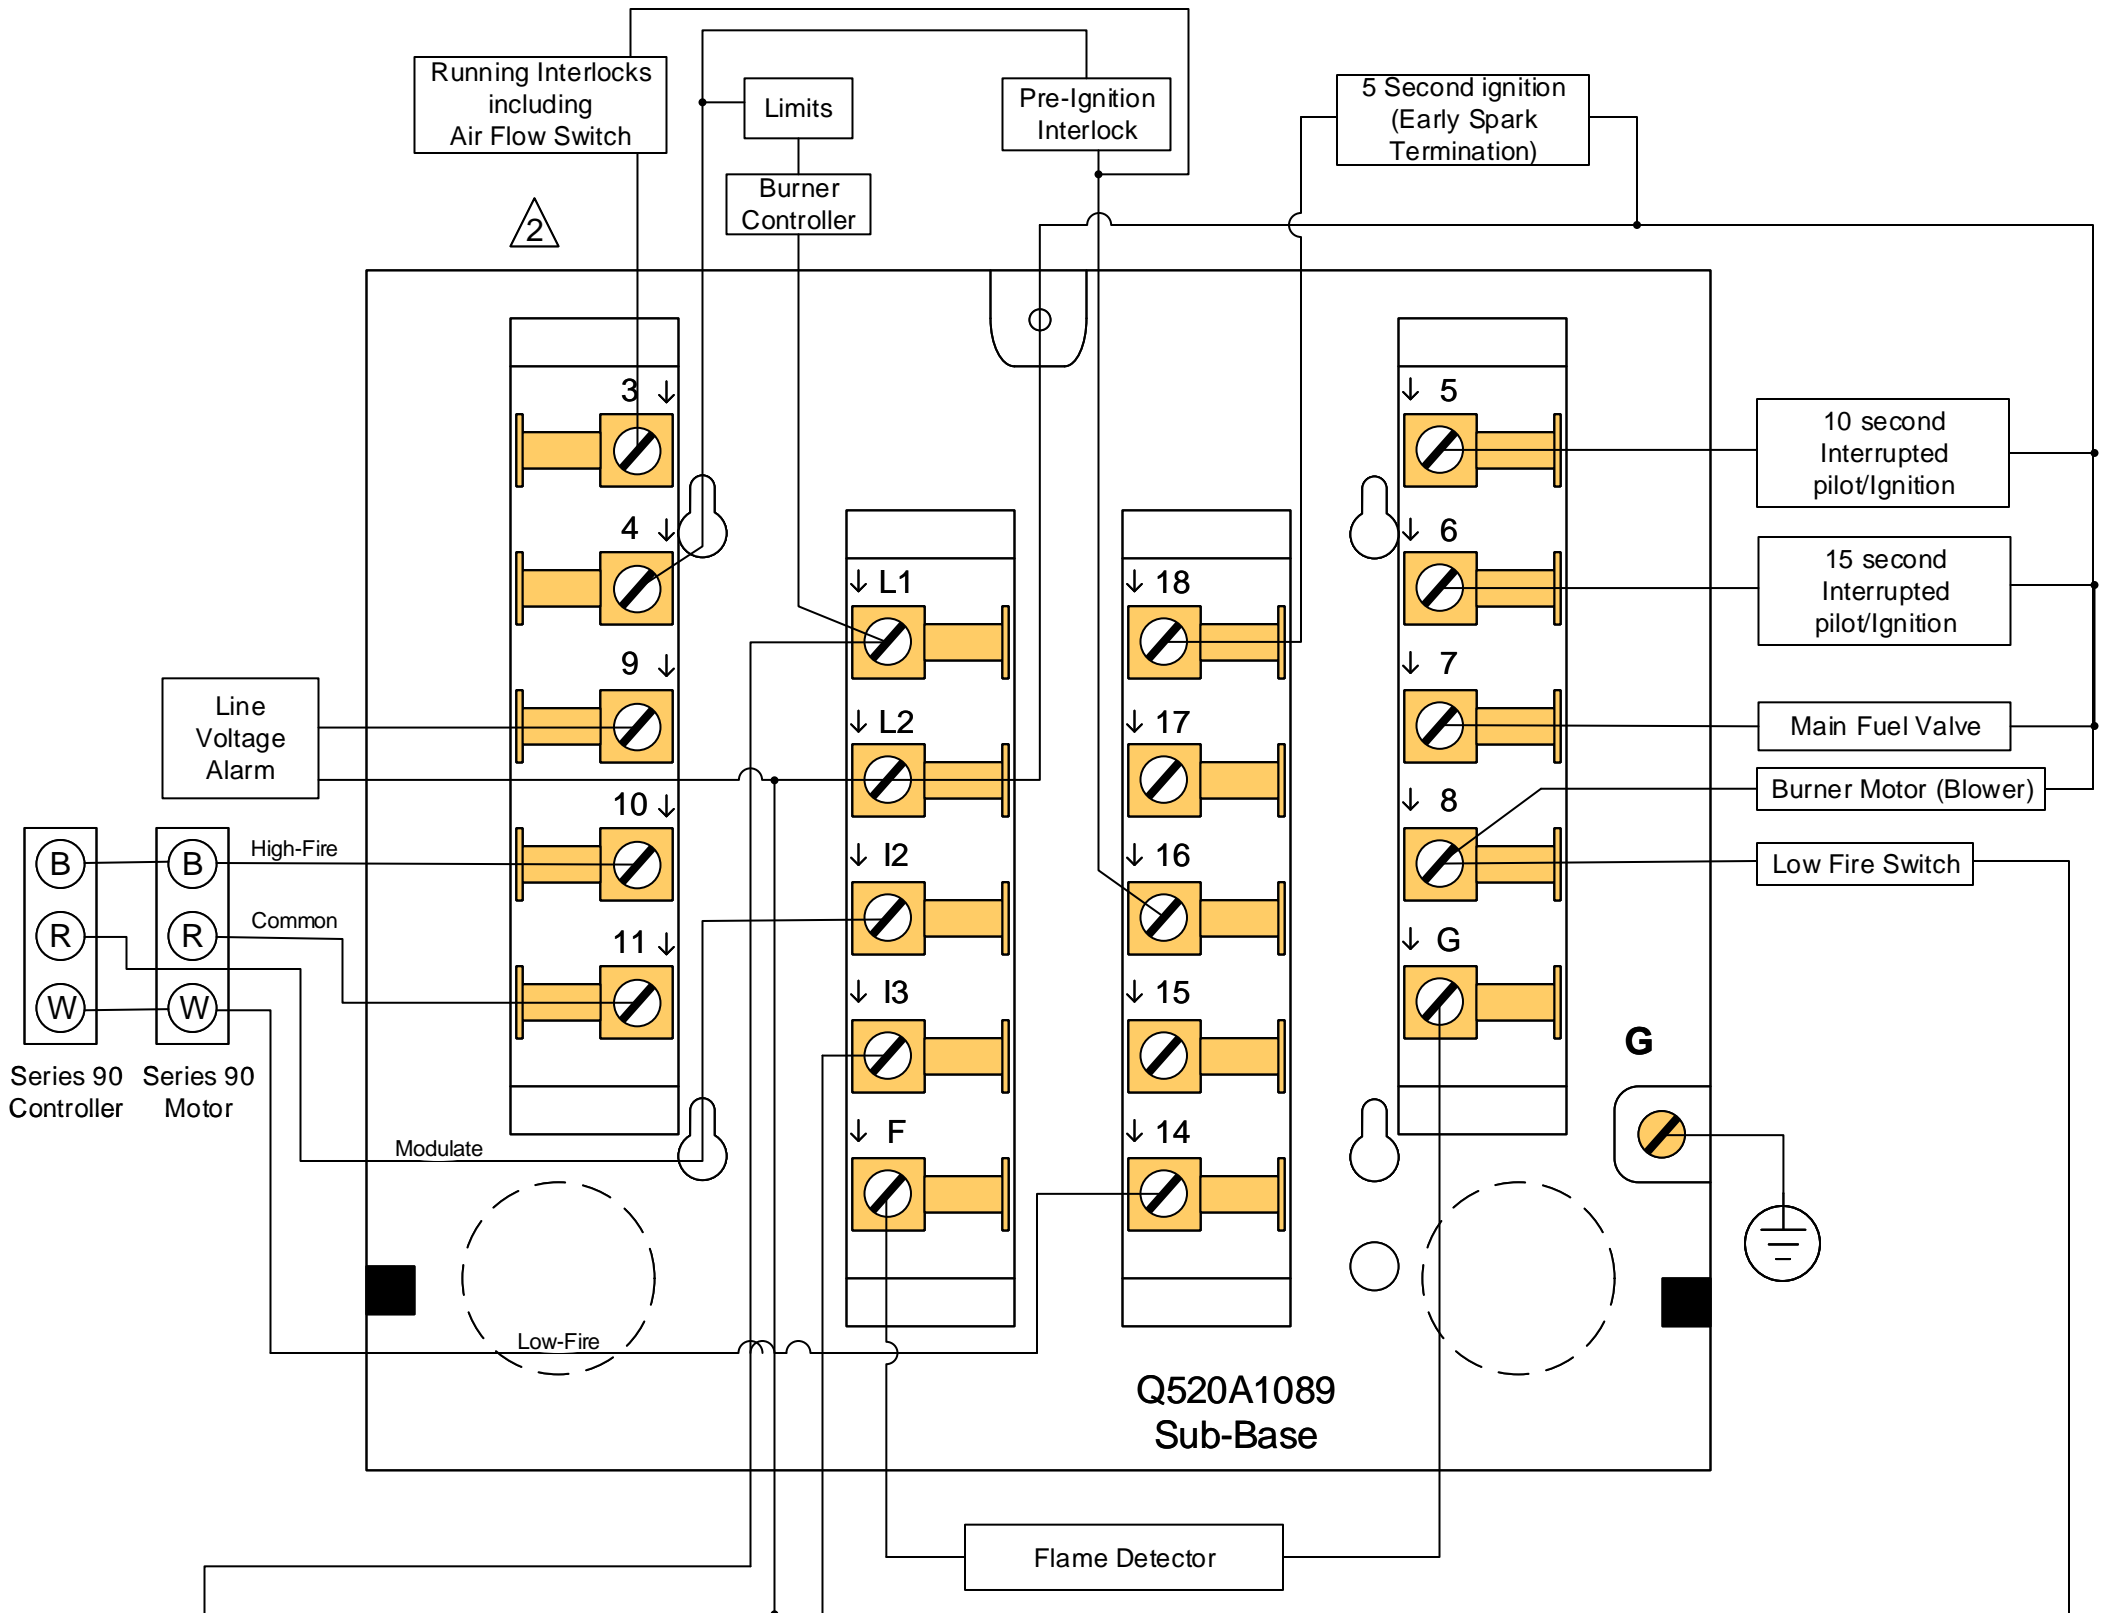 Running Interlocks
including
Air Flow Switch
Limits
Burner
Controller
Pre-Ignition
Interlock
5 Second ignition
(Early Spark
Termination)
2
3
4
9
10
11
L1
L2
I2
I3
F
18
17
16
15
14
5
6
7
8
G
10 second
Interrupted
pilot/Ignition
15 second
Interrupted
pilot/Ignition
Main Fuel Valve
Burner Motor (Blower)
Low Fire Switch
Line
Voltage
Alarm
B
R
W
B
R
W
High-Fire
Common
Series 90
Controller
Series 90
Motor
Modulate
Low-Fire
G
Q520A1089
Sub-Base
Flame Detector